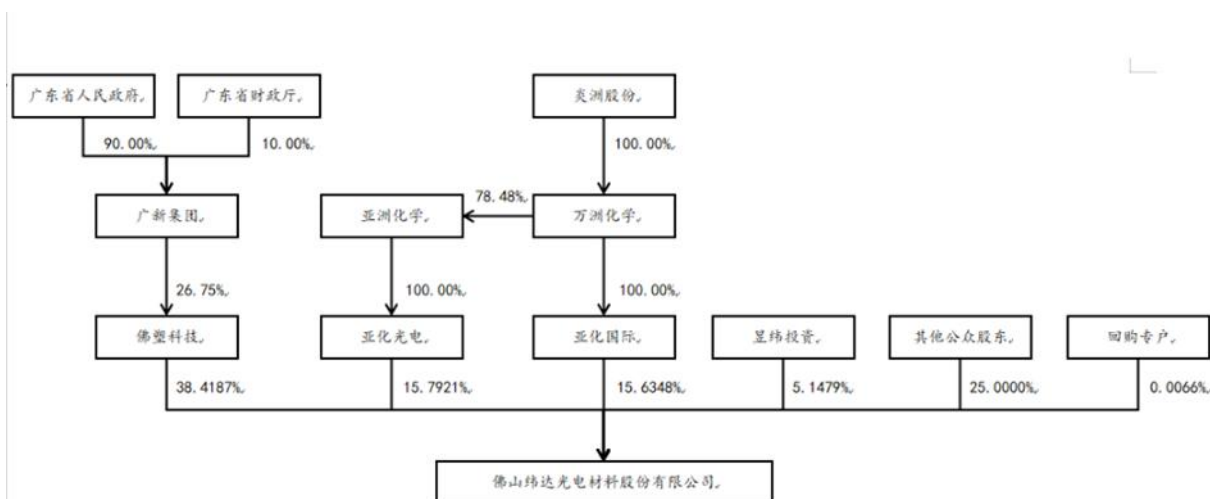 广东省人民政府
广东省财政厅
炎洲股份
90.00%
10.00%
100.00%
78.48%
广新集团
亚洲化学
万洲化学
26.75%
100.00%
100.00%
佛塑科技
亚化光电
亚化国际
昱纬投资
其他公众股东
回购专户
38.4187%
15.7921%
15.6348%
5.1479%
25.0000%
0.0066%
佛山纬达光电材料股份有限公司